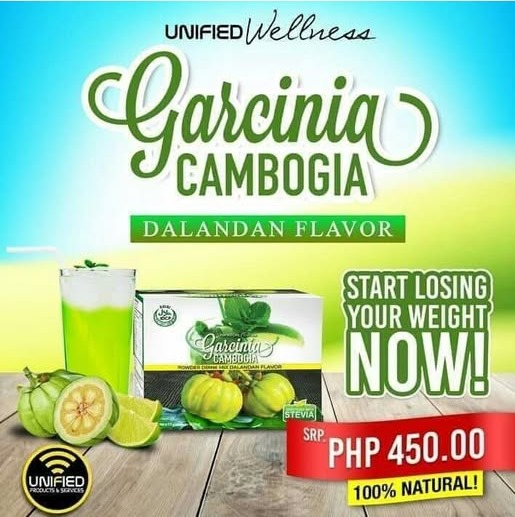 UNIFIED Wellness
Garcinia
CAMBOGIA
DALANDAN FLAVOR
START LOSING
YOUR WEIGHT
NOW!
Garcinia
CAMBOGIA
POWDER DRINK MIX DALANDAN FLAVOR
STEVIA
SRP.
PHP 450.00
100% NATURAL!
UNIFIED
PRODUCTS & SERVICES